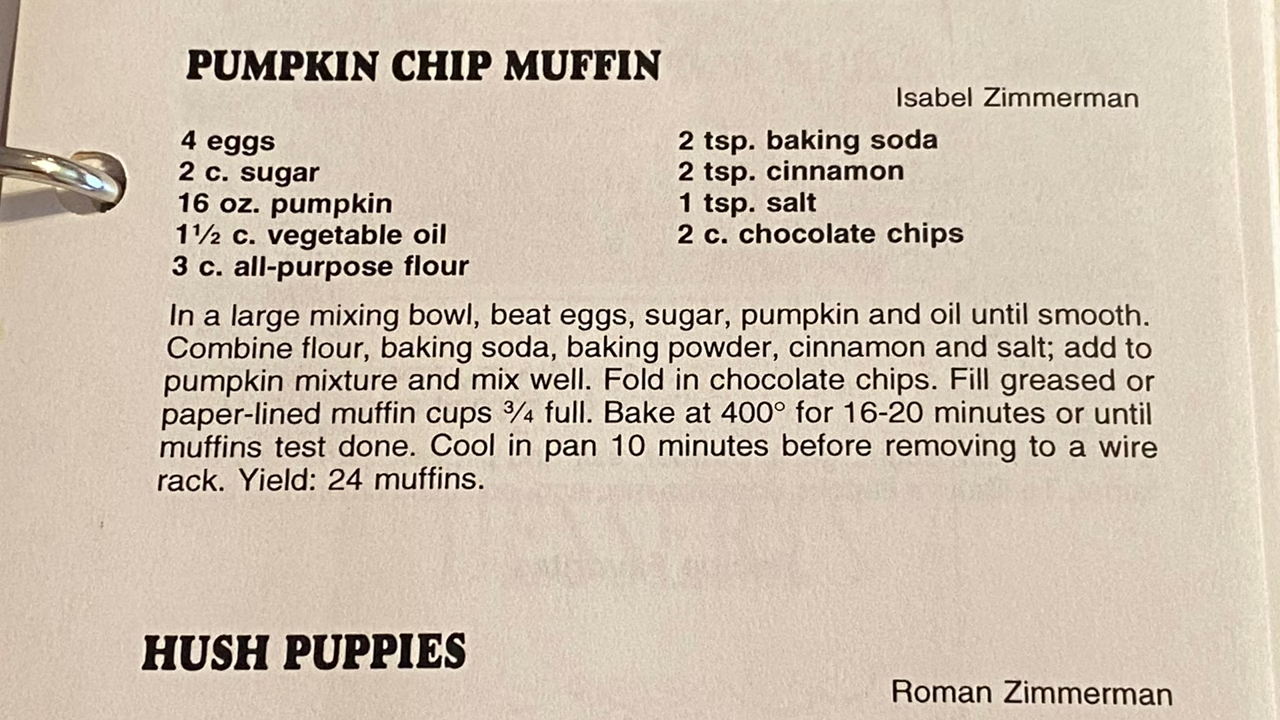 PUMPKIN CHIP MUFFIN
Isabel Zimmerman
4 eggs
2 c. sugar
16 oz. pumpkin
1½ c. vegetable oil
3 c. all-purpose flour
2 tsp. baking soda
2 tsp. cinnamon
1 tsp. salt
2 c. chocolate chips
In a large mixing bowl, beat eggs, sugar, pumpkin and oil until smooth.
Combine flour, baking soda, baking powder, cinnamon and salt; add to
pumpkin mixture and mix well. Fold in chocolate chips. Fill greased or
paper-lined muffin cups ¾ full. Bake at 400° for 16-20 minutes or until
muffins test done. Cool in pan 10 minutes before removing to a wire
rack. Yield: 24 muffins.
HUSH PUPPIES
Roman Zimmerman